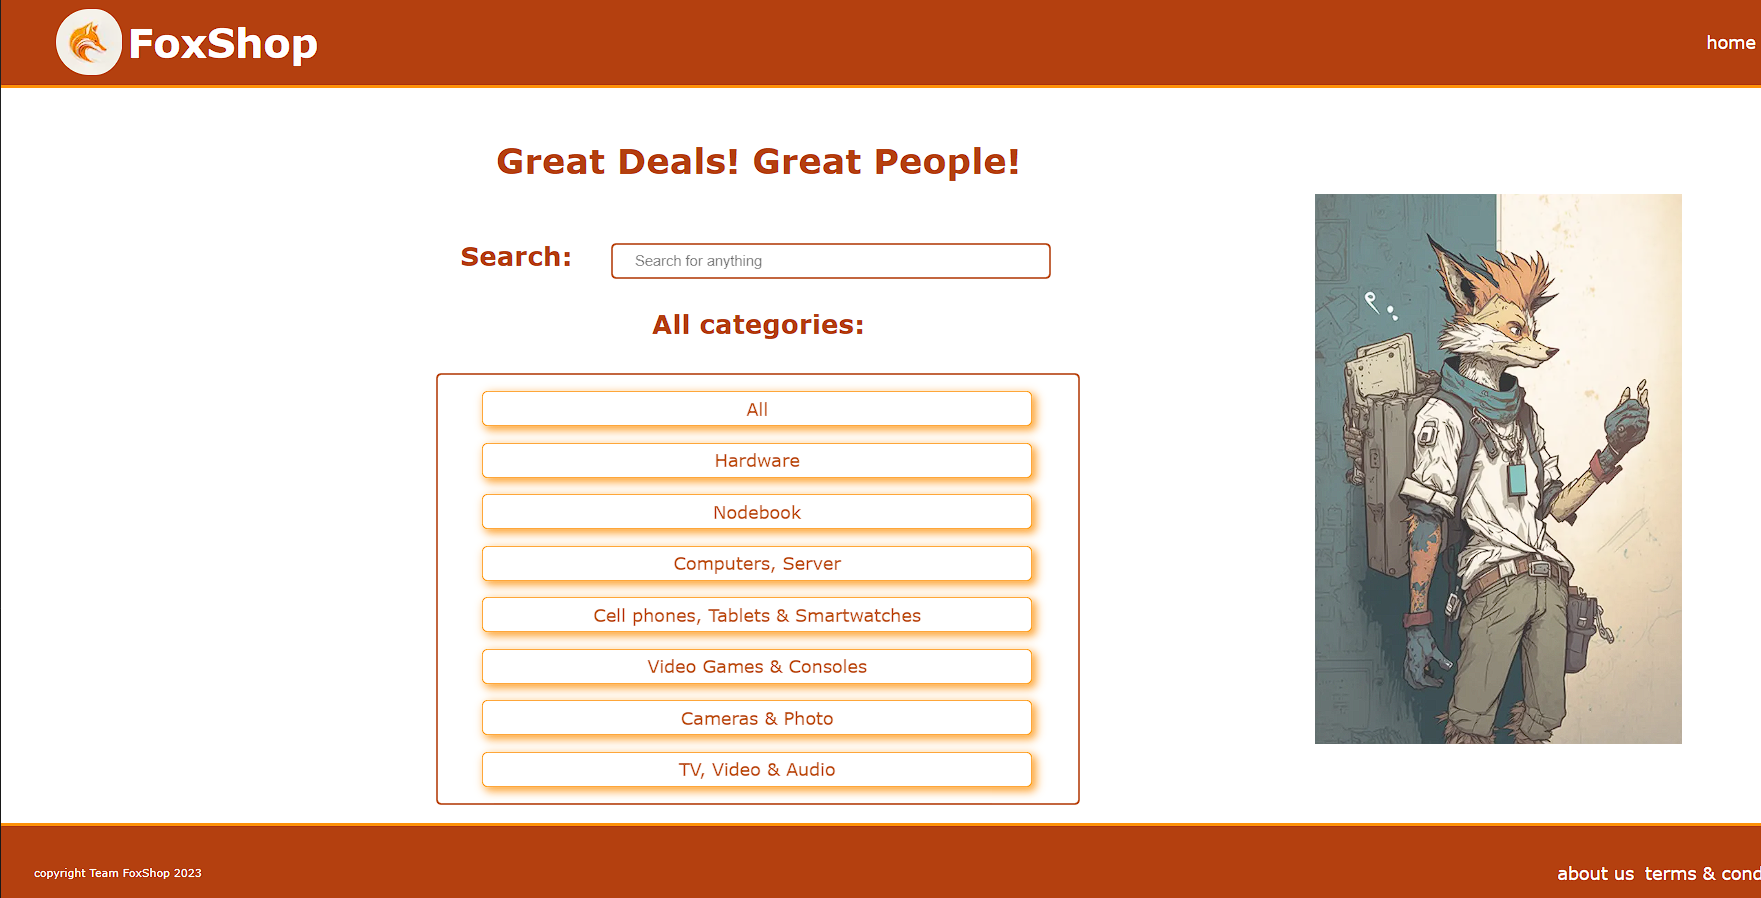 FoxShop
home
Great Deals! Great People!
Search:
Search for anything
All categories:
All
Hardware
Nodebook
Computers, Server
Cell phones, Tablets & Smartwatches
Video Games & Consoles
Cameras & Photo
TV, Video & Audio
copyright Team FoxShop 2023
about us terms & cond